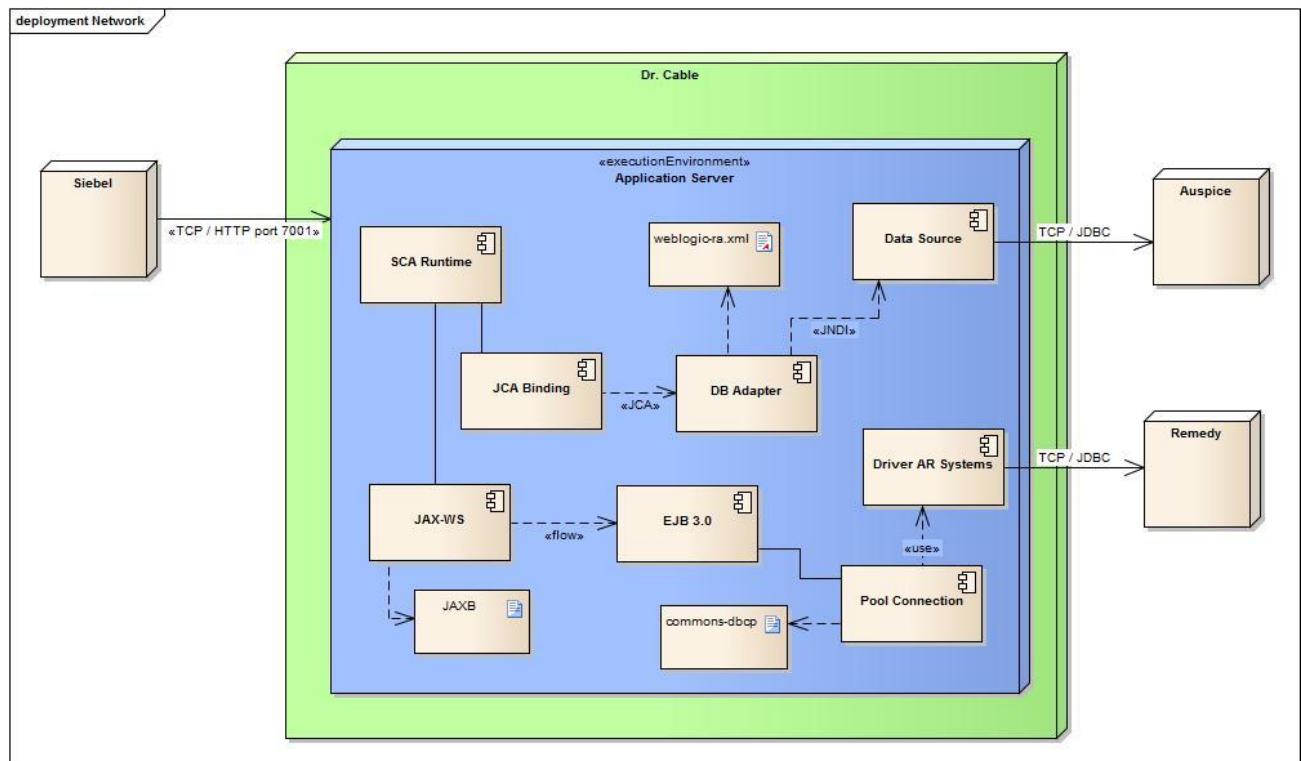 deployment Network
Dr. Cable
«executionEnvironment»
Application Server
Siebel
«TCP / HTTP port 7001»
SCA Runtime
weblogic-ra.xml
Data Source
TCP / JDBC
Auspice
«JNDI»
JCA Binding
«JCA»
DB Adapter
Driver AR Systems
TCP / JDBC
Remedy
JAX-WS
«flow»
EJB 3.0
«use»
JAXB
commons-dbcp
Pool Connection